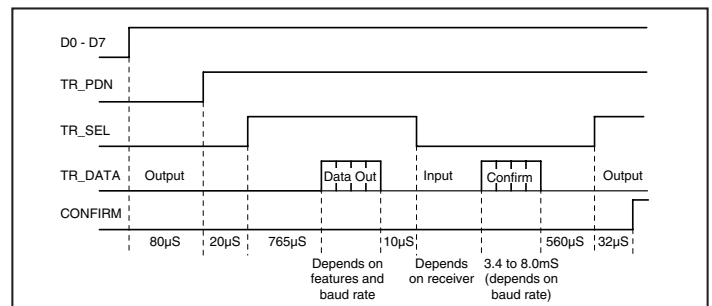 D0 - D7
TR_PDN
TR_SEL
TR_DATA Output Data Out Input Confirm Output
CONFIRM
80µS 20µS 765µS 10µS 560µS 32µS
Depends on features and baud rate
Depends on receiver
3.4 to 8.0mS (depends on baud rate)